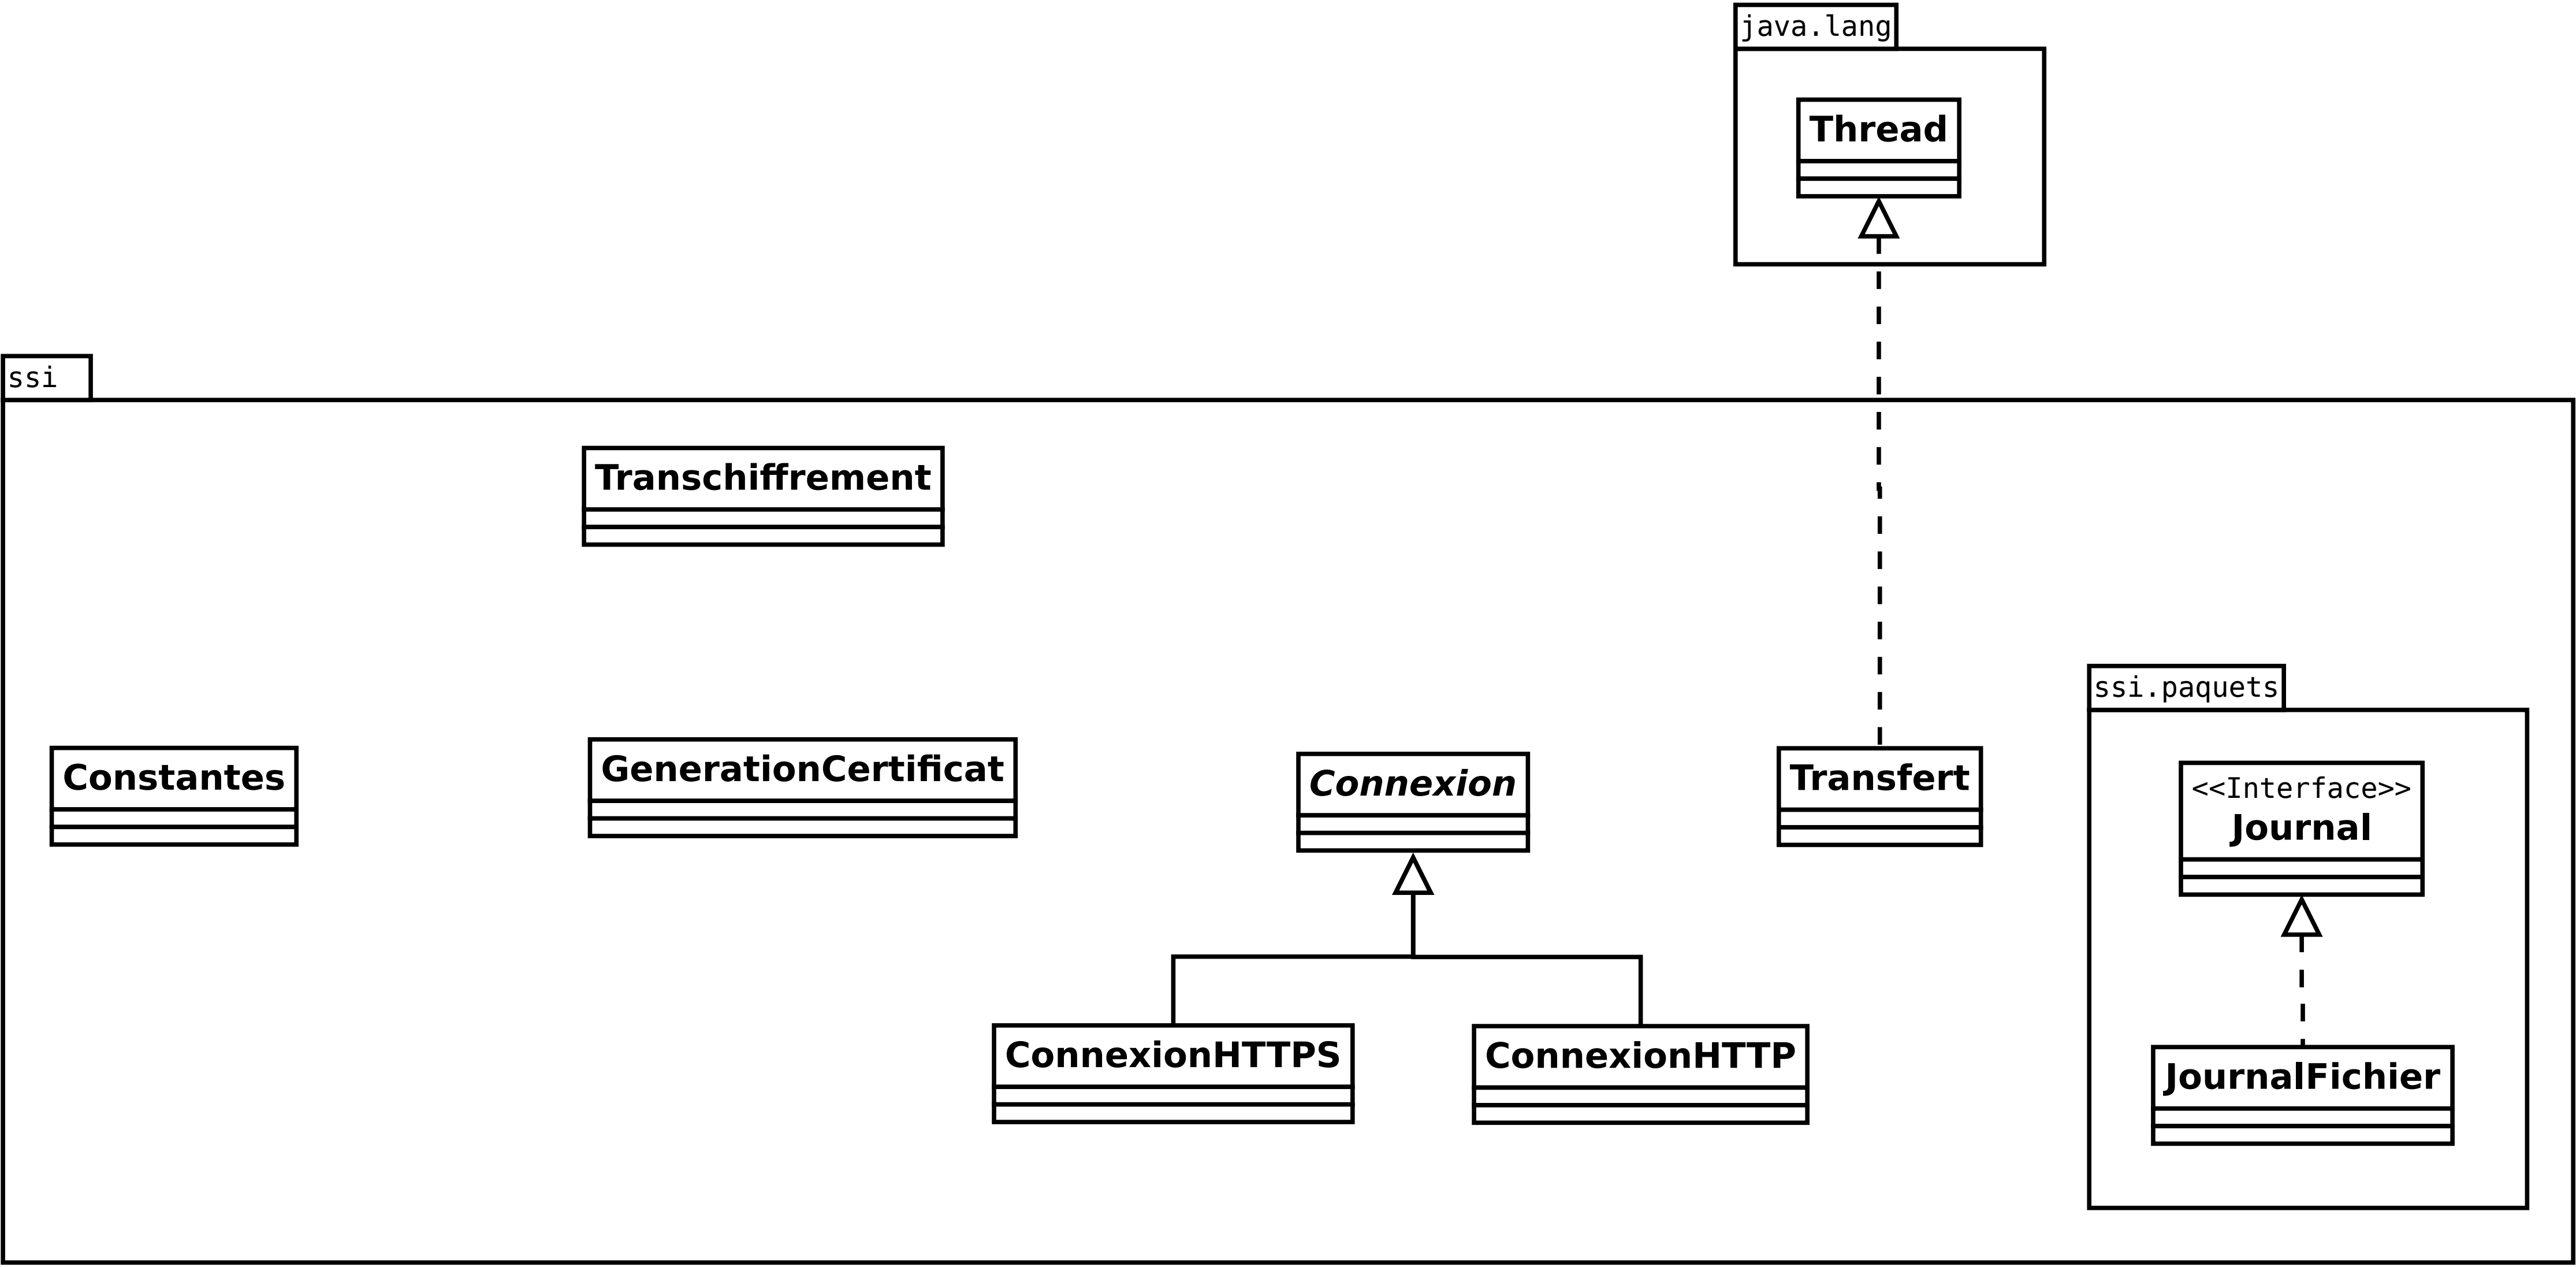 java.lang
Thread
ssi
Transchiffrement
ssi.paquets
Constantes
GenerationCertificat
Connexion
Transfert
<<Interface>>
Journal
ConnexionHTTPS
ConnexionHTTP
JournalFichier